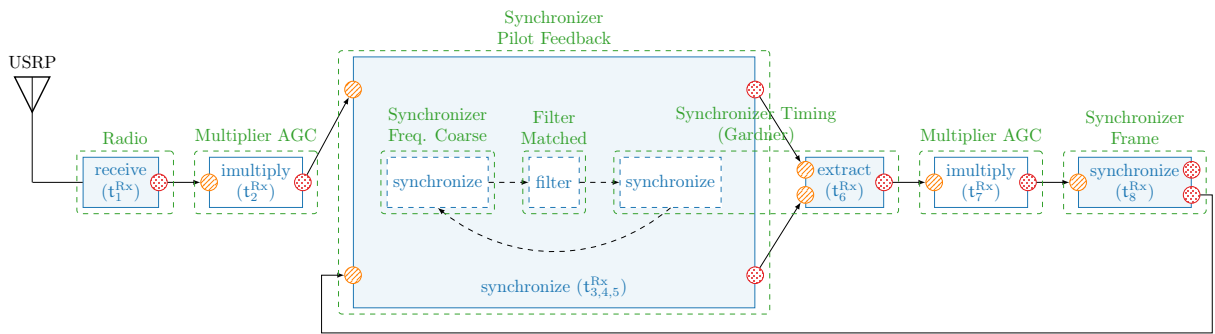 Synchronizer
Pilot Feedback
USRP
Radio
receive
(t₁ᴿˣ)
Multiplier AGC
imultiply
(t₂ᴿˣ)
Synchronizer
Freq. Coarse
synchronize
Filter
Matched
filter
Synchronizer Timing
(Gardner)
synchronize
synchronize (t₃,₄,₅ᴿˣ)
extract
(t₆ᴿˣ)
Multiplier AGC
imultiply
(t₇ᴿˣ)
Synchronizer
Frame
synchronize
(t₈ᴿˣ)